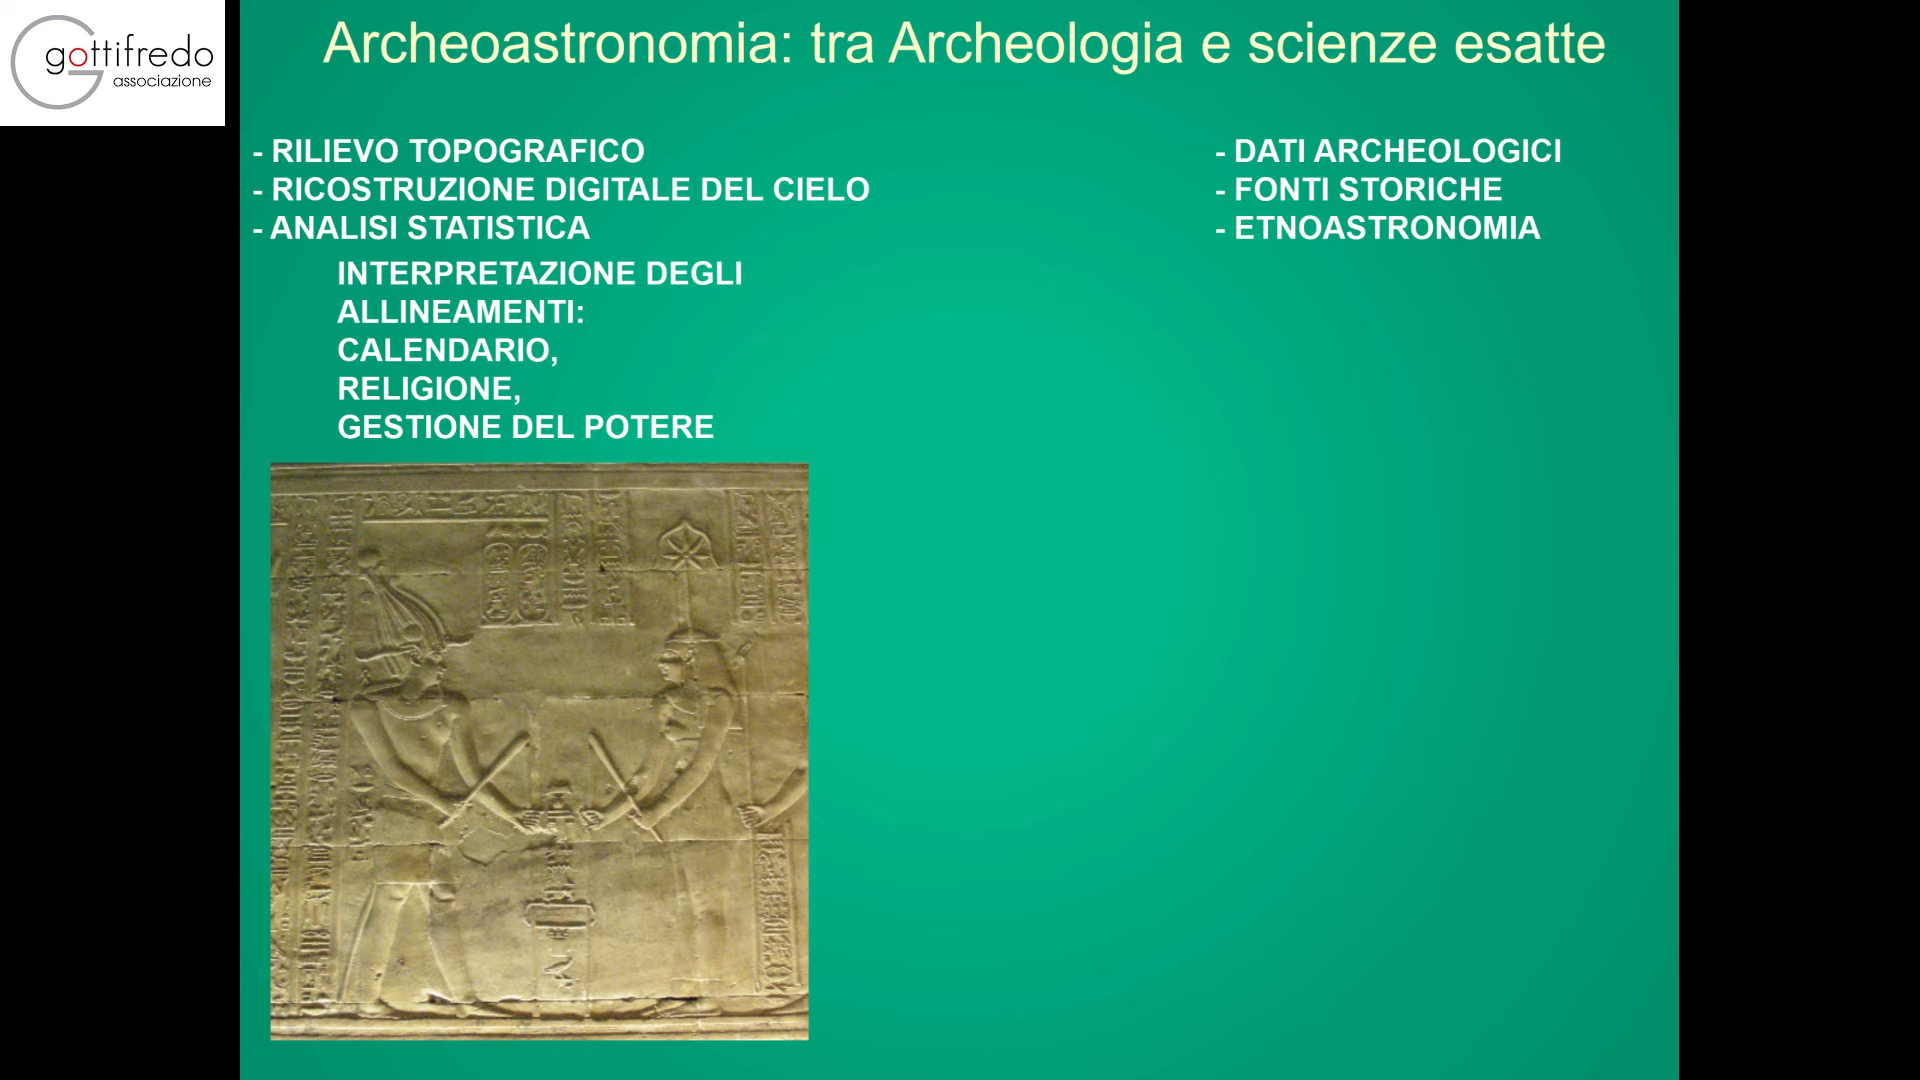 gottifredo
associazione
Archeoastronomia: tra Archeologia e scienze esatte
- RILIEVO TOPOGRAFICO
- RICOSTRUZIONE DIGITALE DEL CIELO
- ANALISI STATISTICA
INTERPRETAZIONE DEGLI
ALLINEAMENTI:
CALENDARIO,
RELIGIONE,
GESTIONE DEL POTERE
- DATI ARCHEOLOGICI
- FONTI STORICHE
- ETNOASTRONOMIA